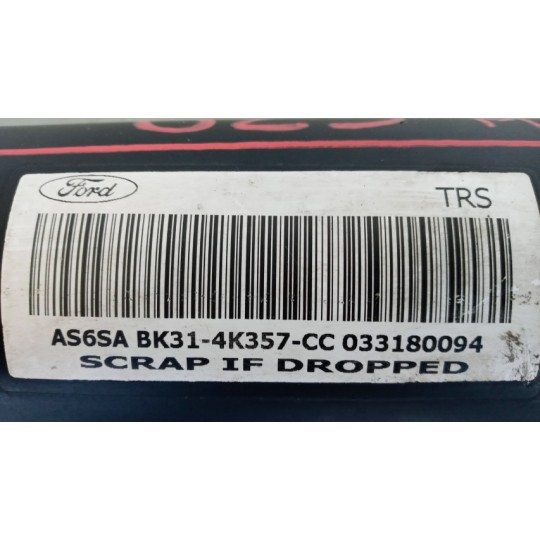 Ford
TRS
AS6SA BK31-4K357-CC 033180094
SCRAP IF DROPPED